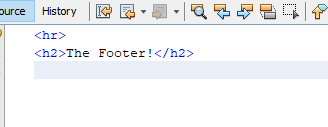 ource History
<hr>
<h2>The Footer!</h2>